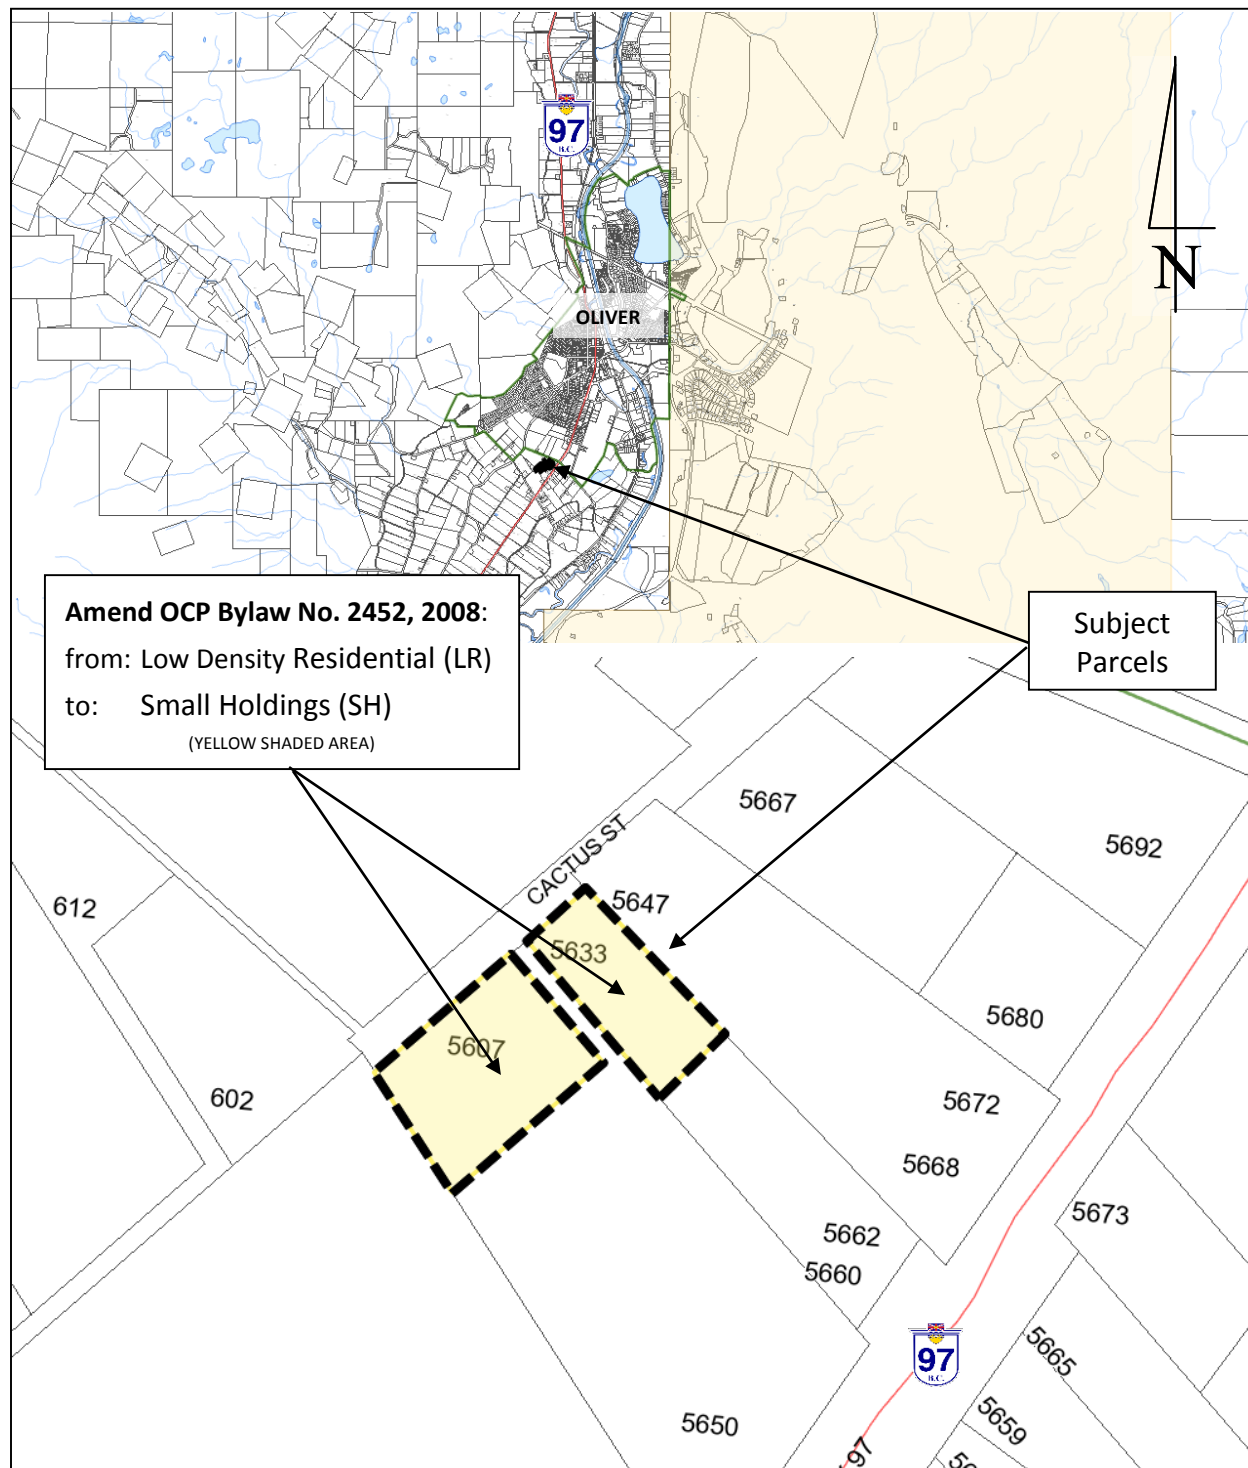 97
B.C.
OLIVER
N
Amend OCP Bylaw No. 2452, 2008:
from: Low Density Residential (LR)
to: Small Holdings (SH)
(YELLOW SHADED AREA)
Subject
Parcels
CACTUS ST
5667
5692
612
5647
5633
5607
5680
602
5672
5668
5673
5662
5660
97
B.C.
5665
5659
5650
97